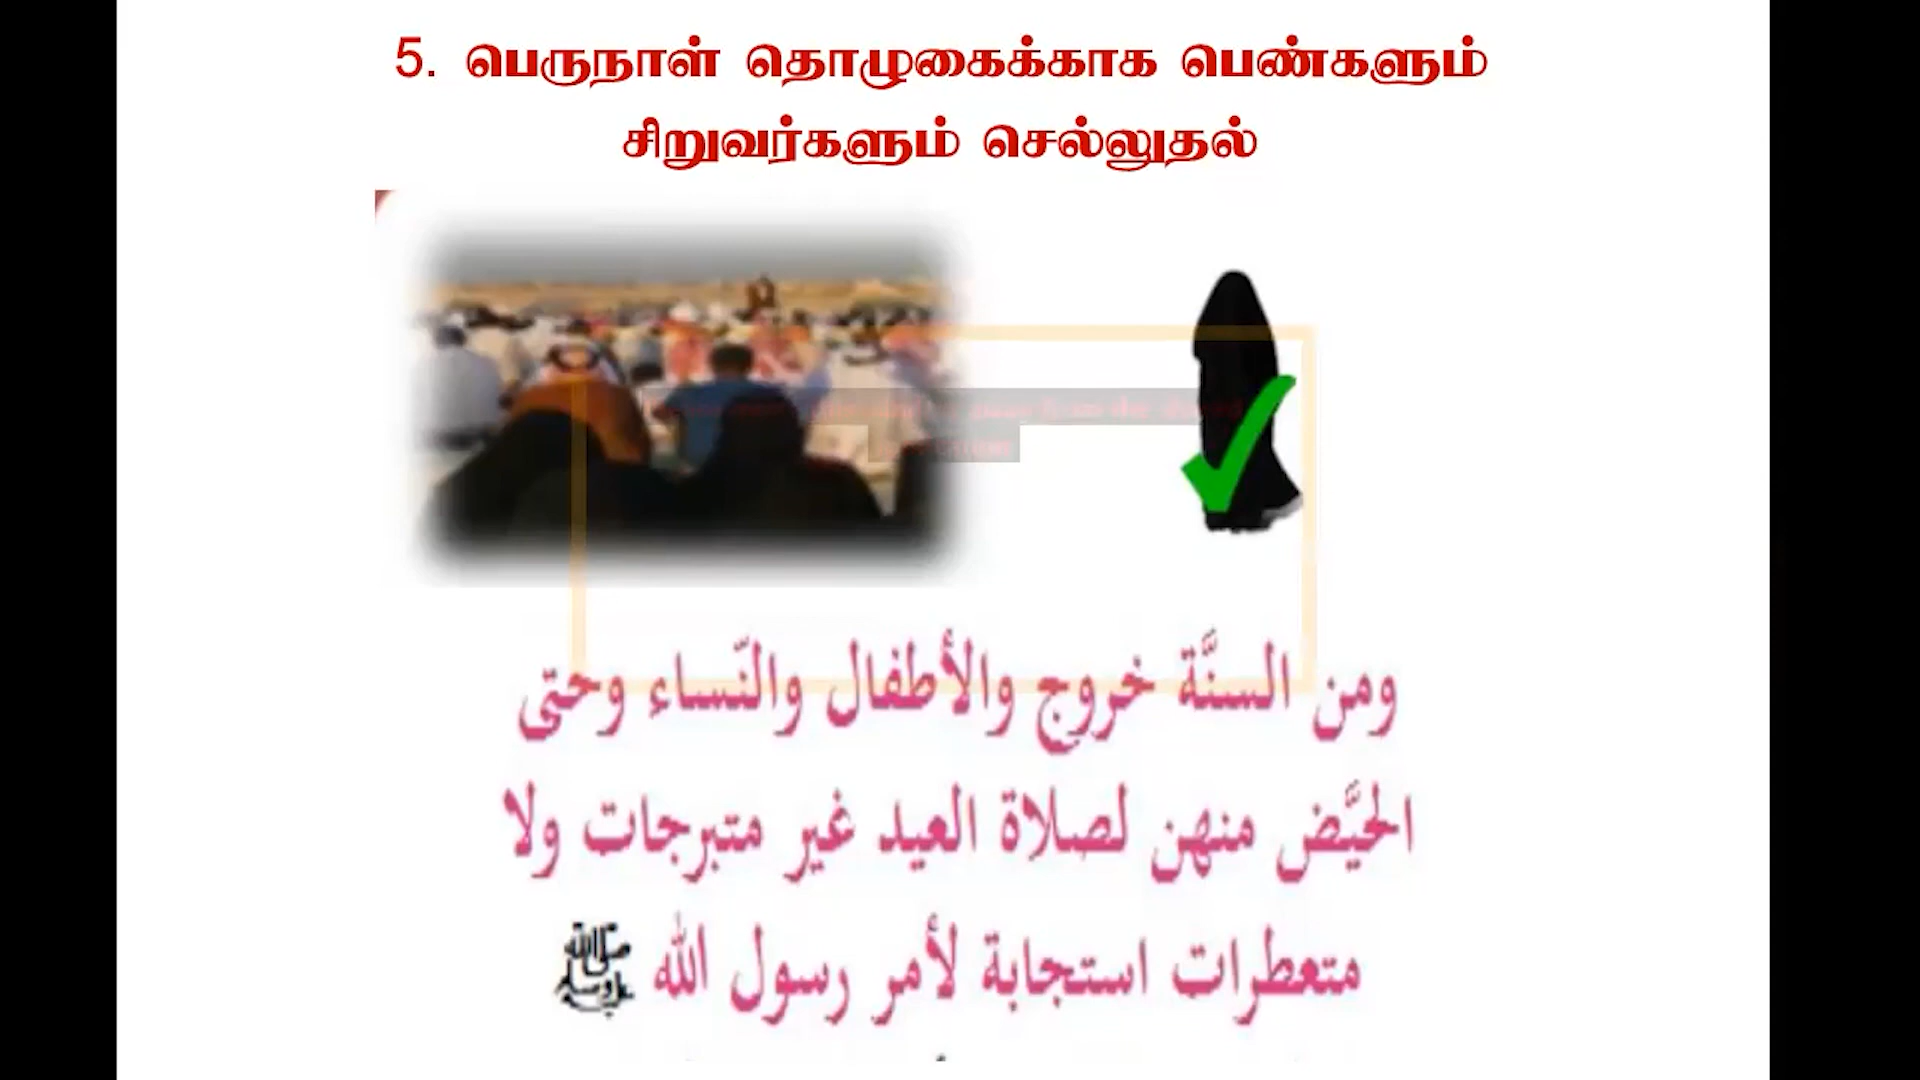 5. பெருநாள் தொழுகைக்காக பெண்களும்
சிறுவர்களும் செல்லுதல்
ومن السنَّة خروج والأطفال والنّساء وحتى
الحيَّض منهن لصلاة العيد غير متبرجات ولا
متعطرات استجابة لأمر رسول الله ﷺ